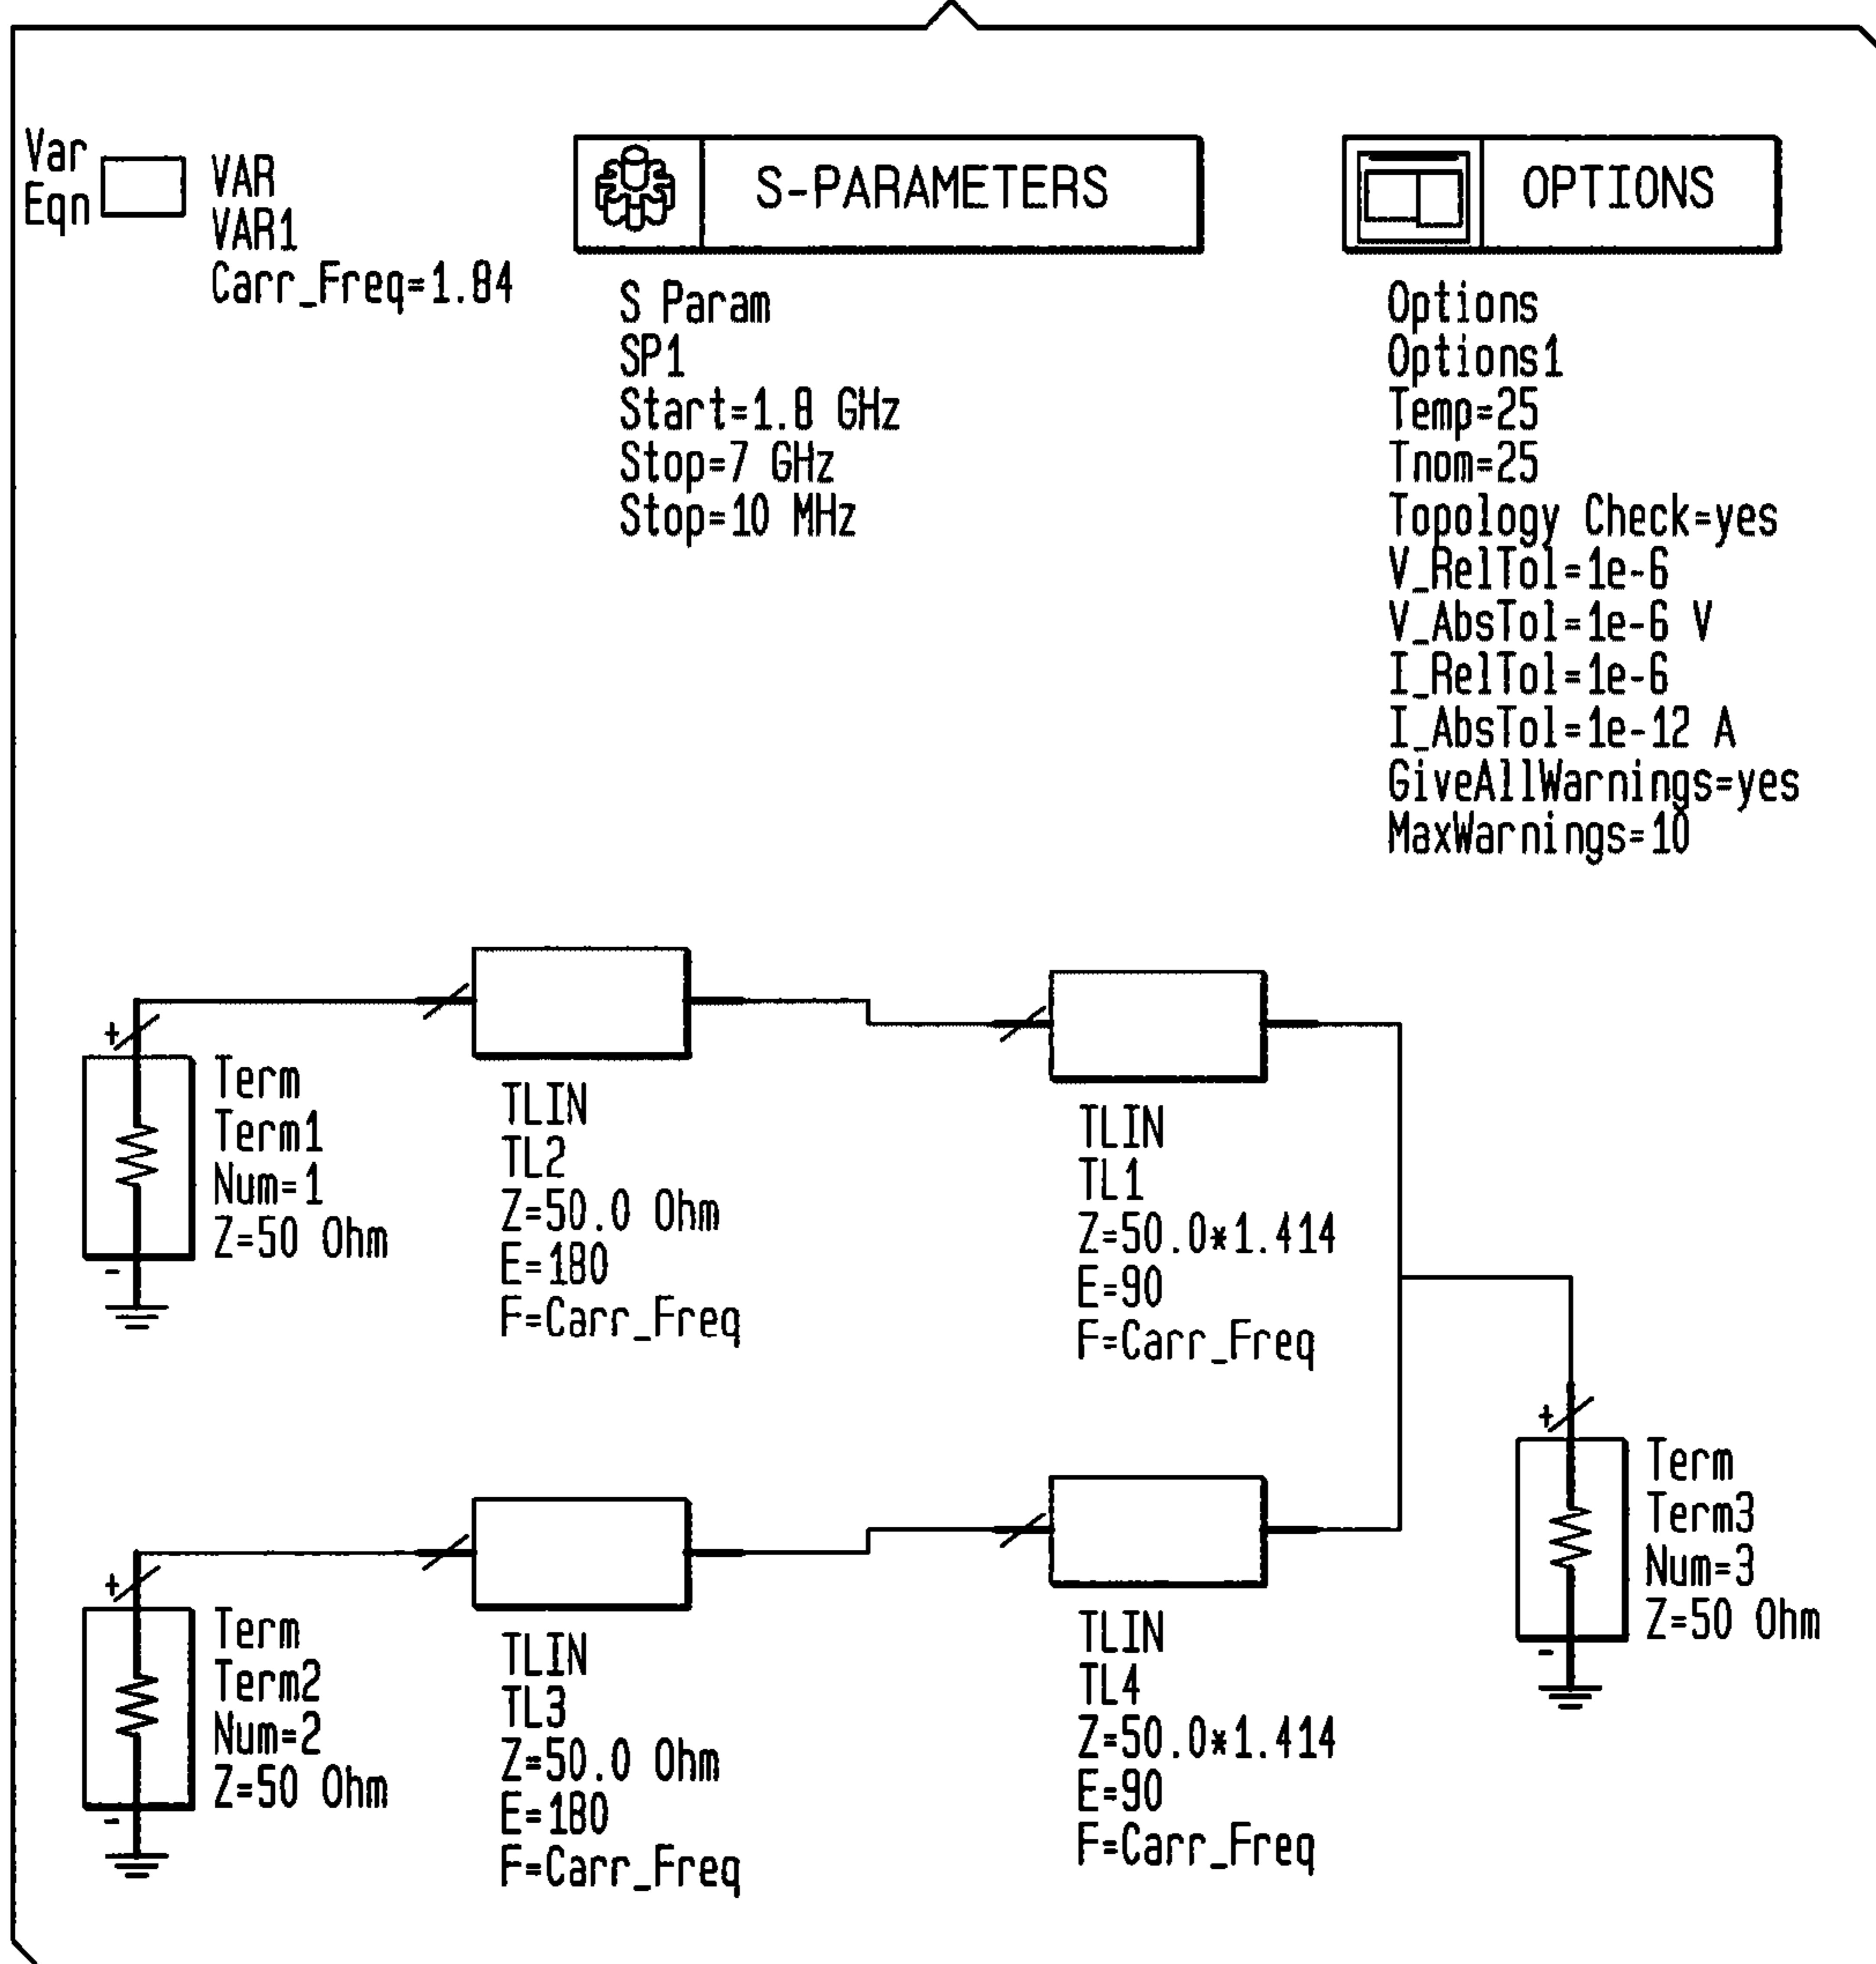 Var
Eqn
VAR
VAR1
Carr_Freq=1.84
S-PARAMETERS
S Param
SP1
Start=1.8 GHz
Stop=7 GHz
Stop=10 MHz
OPTIONS
Options
Options1
Temp=25
Tnom=25
Topology Check=yes
V_RelTol=1e-6
V_AbsTol=1e-6 V
I_RelTol=1e-6
I_AbsTol=1e-12 A
GiveAllWarnings=yes
MaxWarnings=10
+
Term
Term1
Num=1
Z=50 Ohm
-
TLIN
TL2
Z=50.0 Ohm
E=180
F=Carr_Freq
TLIN
TL1
Z=50.0*1.414
E=90
F=Carr_Freq
+
Term
Term2
Num=2
Z=50 Ohm
-
TLIN
TL3
Z=50.0 Ohm
E=180
F=Carr_Freq
TLIN
TL4
Z=50.0*1.414
E=90
F=Carr_Freq
+
Term
Term3
Num=3
Z=50 Ohm
-